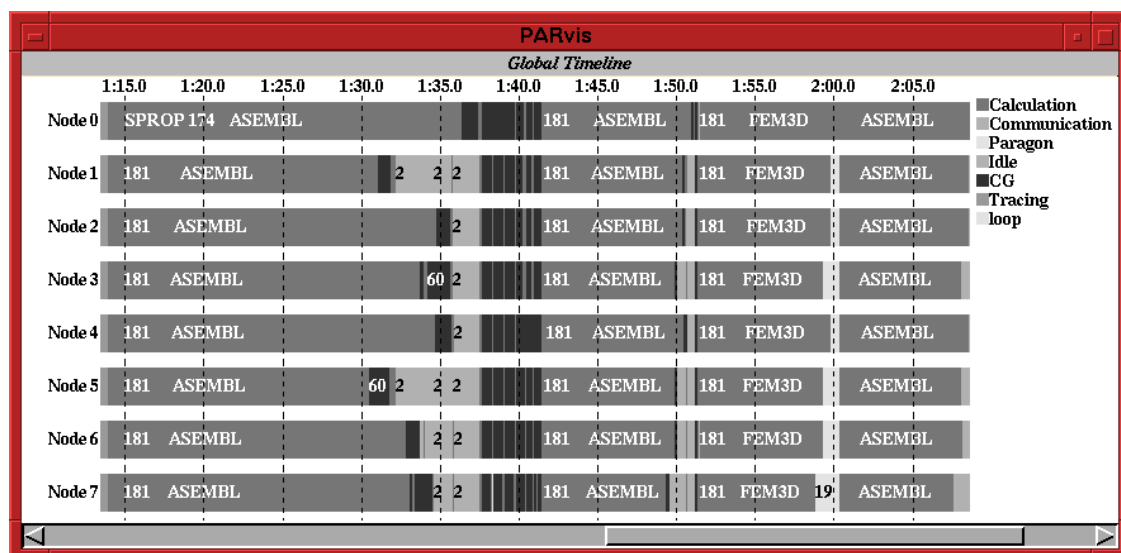 PARvis
Global Timeline
1:15.0 1:20.0 1:25.0 1:30.0 1:35.0 1:40.0 1:45.0 1:50.0 1:55.0 2:00.0 2:05.0
Node 0 SPROP 174 ASEMBL 181 ASEMBL 181 FEM3D ASEMBL
Node 1 181 ASEMBL 2 2 2 181 ASEMBL 181 FEM3D ASEMBL
Node 2 181 ASEMBL 2 181 ASEMBL 181 FEM3D ASEMBL
Node 3 181 ASEMBL 60 2 181 ASEMBL 181 FEM3D ASEMBL
Node 4 181 ASEMBL 2 181 ASEMBL 181 FEM3D ASEMBL
Node 5 181 ASEMBL 60 2 2 2 181 ASEMBL 181 FEM3D ASEMBL
Node 6 181 ASEMBL 2 2 181 ASEMBL 181 FEM3D ASEMBL
Node 7 181 ASEMBL 2 2 181 ASEMBL 181 FEM3D 19 ASEMBL
Calculation
Communication
Paragon
Idle
CG
Tracing
loop